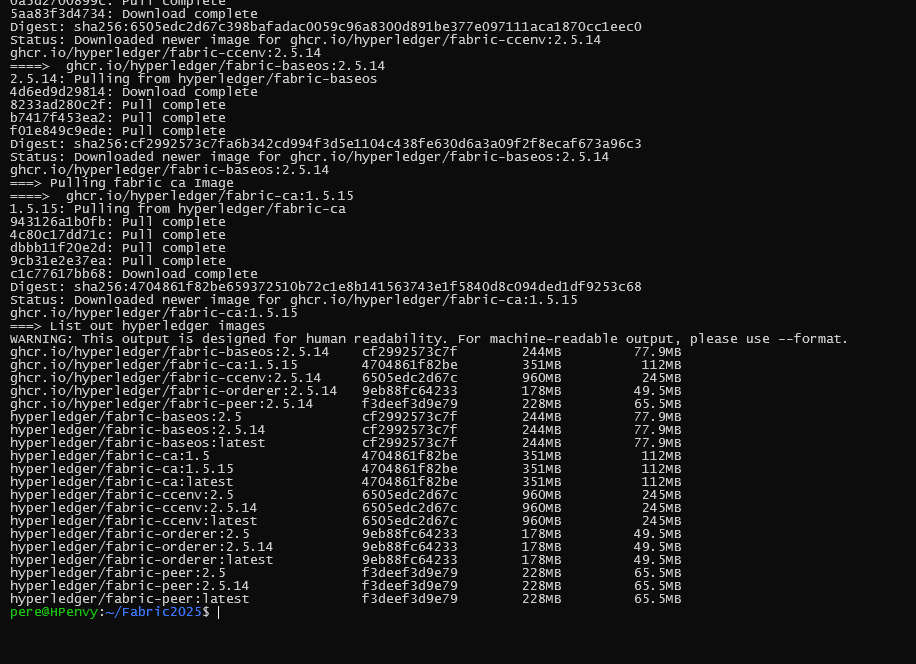 0a5d2700899c: Pull complete
5aa83f3d4734: Download complete
Digest: sha256:6505edc2d67c398bafadac0059c96a8300d891be377e097111aca1870cc1eec0
Status: Downloaded newer image for ghcr.io/hyperledger/fabric-ccenv:2.5.14
ghcr.io/hyperledger/fabric-ccenv:2.5.14
====>  ghcr.io/hyperledger/fabric-baseos:2.5.14
2.5.14: Pulling from hyperledger/fabric-baseos
4d6ed9d29814: Download complete
8233ad280c2f: Pull complete
b7417f453ea2: Pull complete
f01e849c9ede: Pull complete
Digest: sha256:cf2992573c7fa6b342cd994f3d5e1104c438fe630d6a3a09f2f8ecaf673a96c3
Status: Downloaded newer image for ghcr.io/hyperledger/fabric-baseos:2.5.14
ghcr.io/hyperledger/fabric-baseos:2.5.14
===> Pulling fabric ca Image
====>  ghcr.io/hyperledger/fabric-ca:1.5.15
1.5.15: Pulling from hyperledger/fabric-ca
943126a1b0fb: Pull complete
4c80c17dd71c: Pull complete
dbbb11f20e2d: Pull complete
9cb31e2e37ea: Pull complete
c1c77617bb68: Download complete
Digest: sha256:4704861f82be659372510b72c1e8b141563743e1f5840d8c094ded1df9253c68
Status: Downloaded newer image for ghcr.io/hyperledger/fabric-ca:1.5.15
ghcr.io/hyperledger/fabric-ca:1.5.15
===> List out hyperledger images
WARNING: This output is designed for human readability. For machine-readable output, please use --format.
ghcr.io/hyperledger/fabric-baseos:2.5.14    cf2992573c7f        244MB         77.9MB
ghcr.io/hyperledger/fabric-ca:1.5.15        4704861f82be        351MB          112MB
ghcr.io/hyperledger/fabric-ccenv:2.5.14     6505edc2d67c        960MB          245MB
ghcr.io/hyperledger/fabric-orderer:2.5.14   9eb88fc64233        178MB         49.5MB
ghcr.io/hyperledger/fabric-peer:2.5.14      f3deef3d9e79        228MB         65.5MB
hyperledger/fabric-baseos:2.5               cf2992573c7f        244MB         77.9MB
hyperledger/fabric-baseos:2.5.14            cf2992573c7f        244MB         77.9MB
hyperledger/fabric-baseos:latest            cf2992573c7f        244MB         77.9MB
hyperledger/fabric-ca:1.5                   4704861f82be        351MB          112MB
hyperledger/fabric-ca:1.5.15                4704861f82be        351MB          112MB
hyperledger/fabric-ca:latest                4704861f82be        351MB          112MB
hyperledger/fabric-ccenv:2.5                6505edc2d67c        960MB          245MB
hyperledger/fabric-ccenv:2.5.14             6505edc2d67c        960MB          245MB
hyperledger/fabric-ccenv:latest             6505edc2d67c        960MB          245MB
hyperledger/fabric-orderer:2.5              9eb88fc64233        178MB         49.5MB
hyperledger/fabric-orderer:2.5.14           9eb88fc64233        178MB         49.5MB
hyperledger/fabric-orderer:latest           9eb88fc64233        178MB         49.5MB
hyperledger/fabric-peer:2.5                 f3deef3d9e79        228MB         65.5MB
hyperledger/fabric-peer:2.5.14              f3deef3d9e79        228MB         65.5MB
hyperledger/fabric-peer:latest              f3deef3d9e79        228MB         65.5MB
pere@HPenvy:~/Fabric2025$